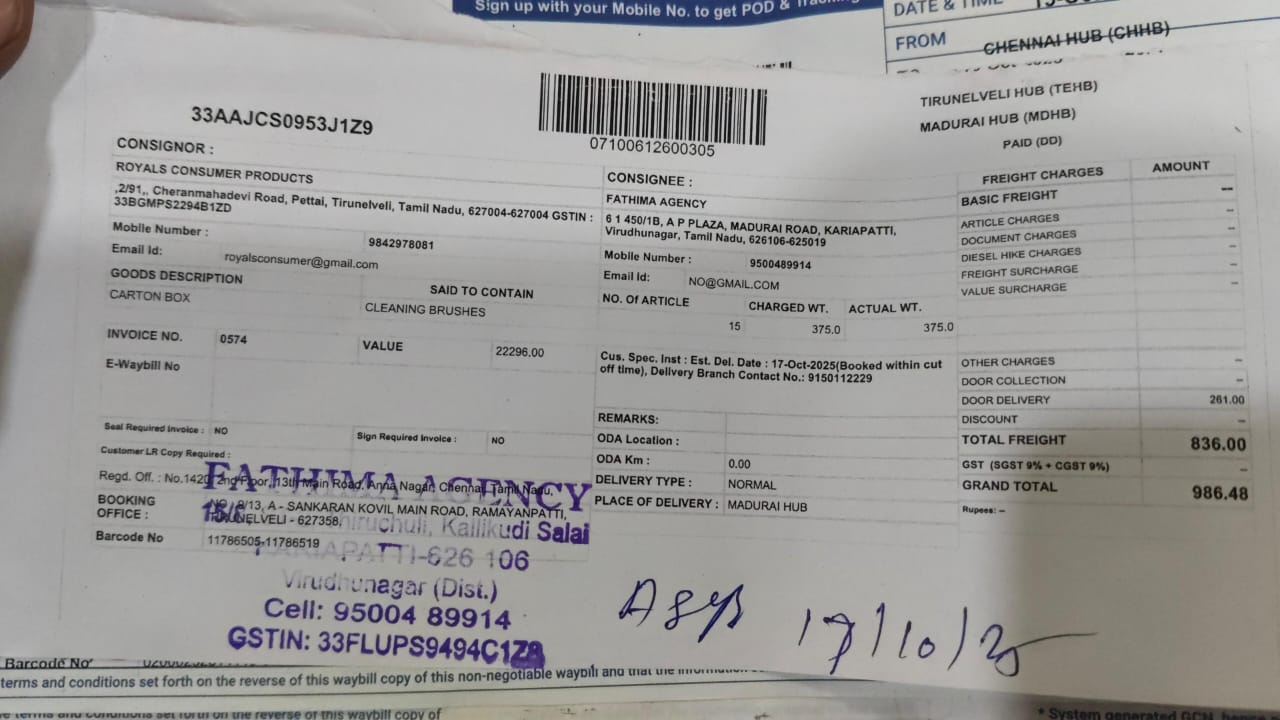 Sign up with your Mobile No. to get POD &
DATE & TIME
FROM CHENNAI HUB (CHHB)
33AAJCS0953J1Z9
07100612600305
TIRUNELVELI HUB (TEHB)
MADURAI HUB (MDHB)
PAID (DD)
CONSIGNOR :
ROYALS CONSUMER PRODUCTS
,2/91,, Cheranmahadevi Road, Pettai, Tirunelveli, Tamil Nadu, 627004-627004 GSTIN :
33BGMPS2294B1ZD
Mobile Number : 9842978081
Email Id: royalsconsumer@gmail.com
GOODS DESCRIPTION SAID TO CONTAIN
CARTON BOX CLEANING BRUSHES
INVOICE NO. 0574 VALUE 22296.00
E-Waybill No
Seal Required Invoice : NO Sign Required Invoice : NO
Customer LR Copy Required :
Regd. Off. : No.1420, 2nd Floor, 13th Main Road, Anna Nagar, Chennai, Tamil Nadu,
BOOKING OFFICE : NO. 8/13, A - SANKARAN KOVIL MAIN ROAD, RAMAYANPATTI,
TIRUNELVELI - 627358.
Barcode No 11786505-11786519
CONSIGNEE :
FATHIMA AGENCY
6 1 450/1B, A P PLAZA, MADURAI ROAD, KARIAPATTI,
Virudhunagar, Tamil Nadu, 626106-625019
Mobile Number : 9500489914
Email Id: NO@GMAIL.COM
NO. Of ARTICLE CHARGED WT. ACTUAL WT.
15 375.0 375.0
Cus. Spec. Inst : Est. Del. Date : 17-Oct-2025(Booked within cut
off time), Delivery Branch Contact No.: 9150112229
REMARKS:
ODA Location :
ODA Km : 0.00
DELIVERY TYPE : NORMAL
PLACE OF DELIVERY : MADURAI HUB
FREIGHT CHARGES AMOUNT
BASIC FREIGHT --
ARTICLE CHARGES --
DOCUMENT CHARGES --
DIESEL HIKE CHARGES --
FREIGHT SURCHARGE --
VALUE SURCHARGE --
OTHER CHARGES --
DOOR COLLECTION --
DOOR DELIVERY 261.00
DISCOUNT --
TOTAL FREIGHT 836.00
GST (SGST 9% + CGST 9%) --
GRAND TOTAL 986.48
Rupees: --
FATHIMA AGENCY
Kallikudi Salai
KARIAPATTI-626 106
Virudhunagar (Dist.)
Cell: 95004 89914
GSTIN: 33FLUPS9494C1Z8
17/10/25
Barcode No
terms and conditions set forth on the reverse of this waybill copy of this non-negotiable waybill and that the
set forth on the reverse of this waybill copy of
* System generated GCN,